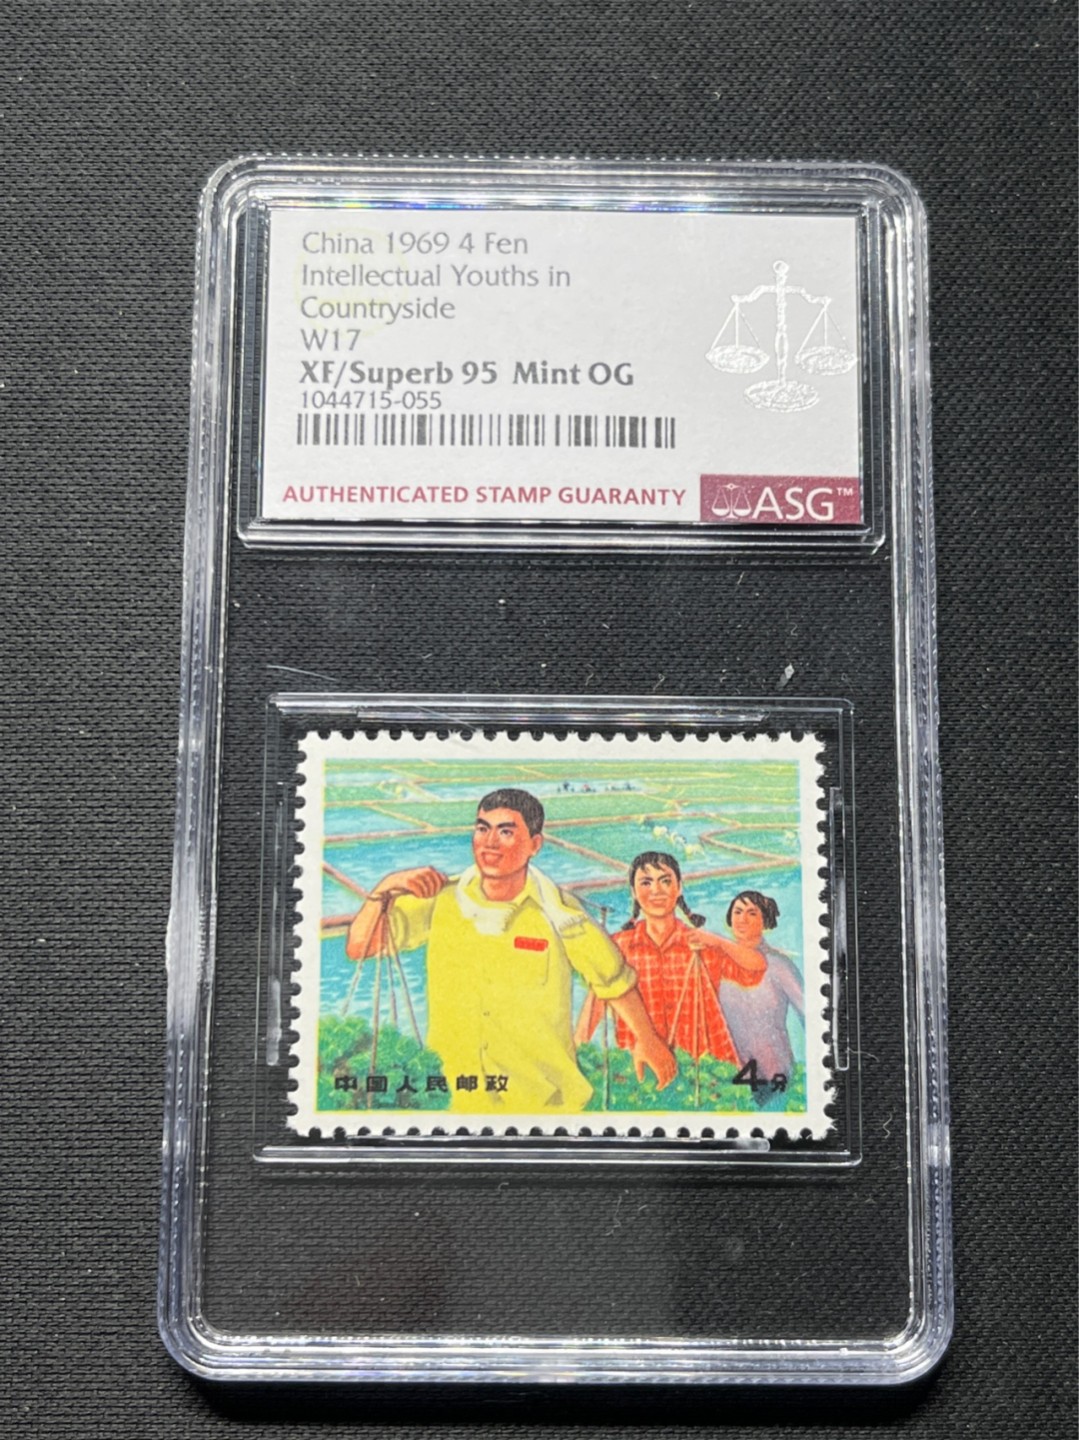 China 1969 4 Fen
Intellectual Youths in
Countryside
W17
XF/Superb 95 Mint OG
1044715-055
AUTHENTICATED STAMP GUARANTY
ASG™
中国人民邮政
4分